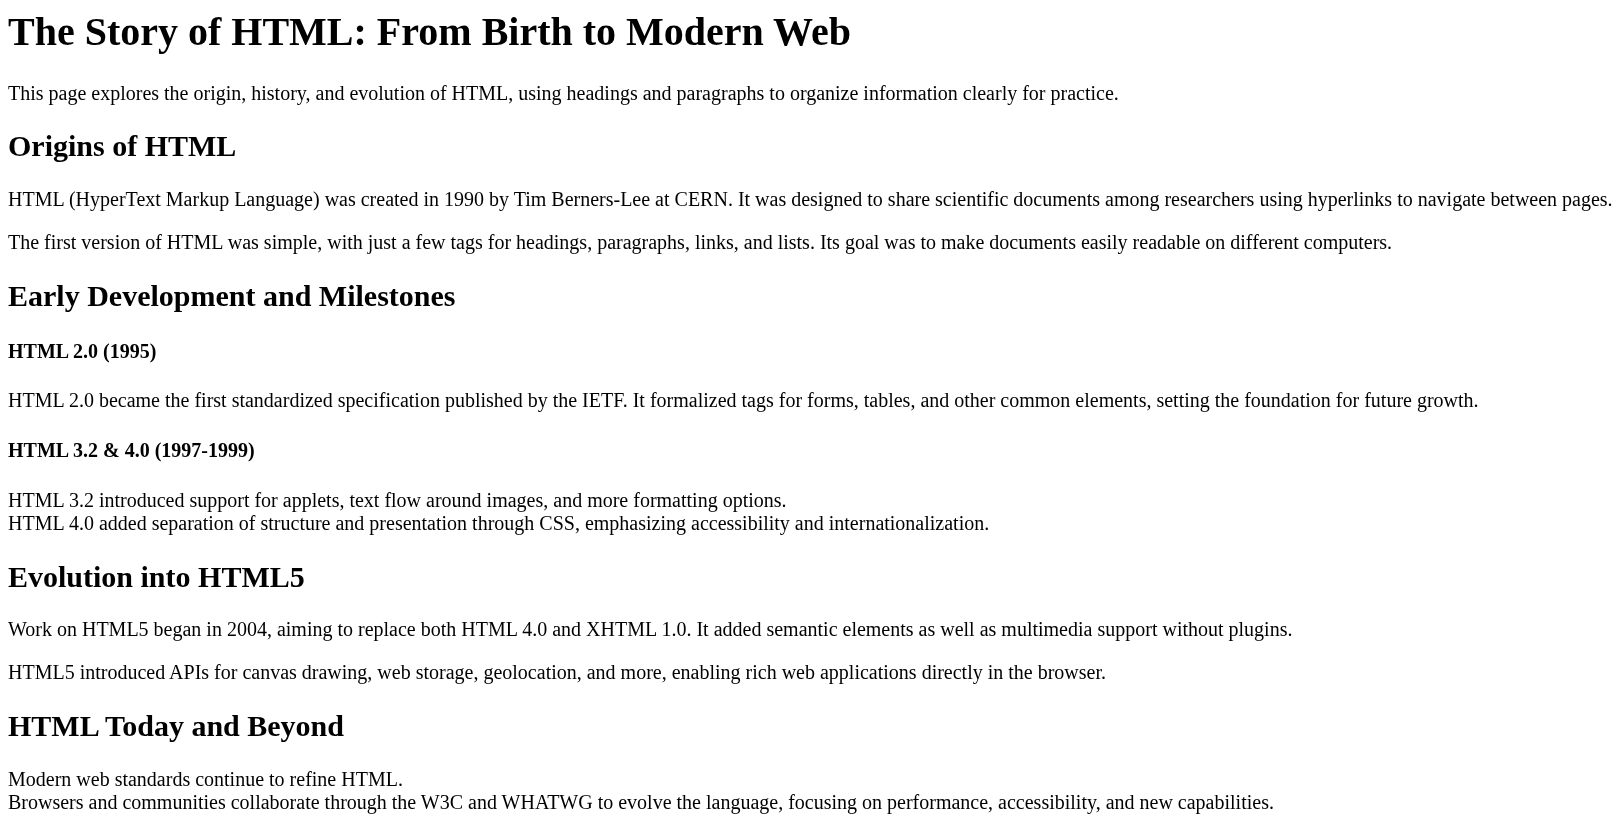 The Story of HTML: From Birth to Modern Web
This page explores the origin, history, and evolution of HTML, using headings and paragraphs to organize information clearly for practice.
Origins of HTML
HTML (HyperText Markup Language) was created in 1990 by Tim Berners-Lee at CERN. It was designed to share scientific documents among researchers using hyperlinks to navigate between pages.
The first version of HTML was simple, with just a few tags for headings, paragraphs, links, and lists. Its goal was to make documents easily readable on different computers.
Early Development and Milestones
HTML 2.0 (1995)
HTML 2.0 became the first standardized specification published by the IETF. It formalized tags for forms, tables, and other common elements, setting the foundation for future growth.
HTML 3.2 & 4.0 (1997-1999)
HTML 3.2 introduced support for applets, text flow around images, and more formatting options.
HTML 4.0 added separation of structure and presentation through CSS, emphasizing accessibility and internationalization.
Evolution into HTML5
Work on HTML5 began in 2004, aiming to replace both HTML 4.0 and XHTML 1.0. It added semantic elements as well as multimedia support without plugins.
HTML5 introduced APIs for canvas drawing, web storage, geolocation, and more, enabling rich web applications directly in the browser.
HTML Today and Beyond
Modern web standards continue to refine HTML.
Browsers and communities collaborate through the W3C and WHATWG to evolve the language, focusing on performance, accessibility, and new capabilities.